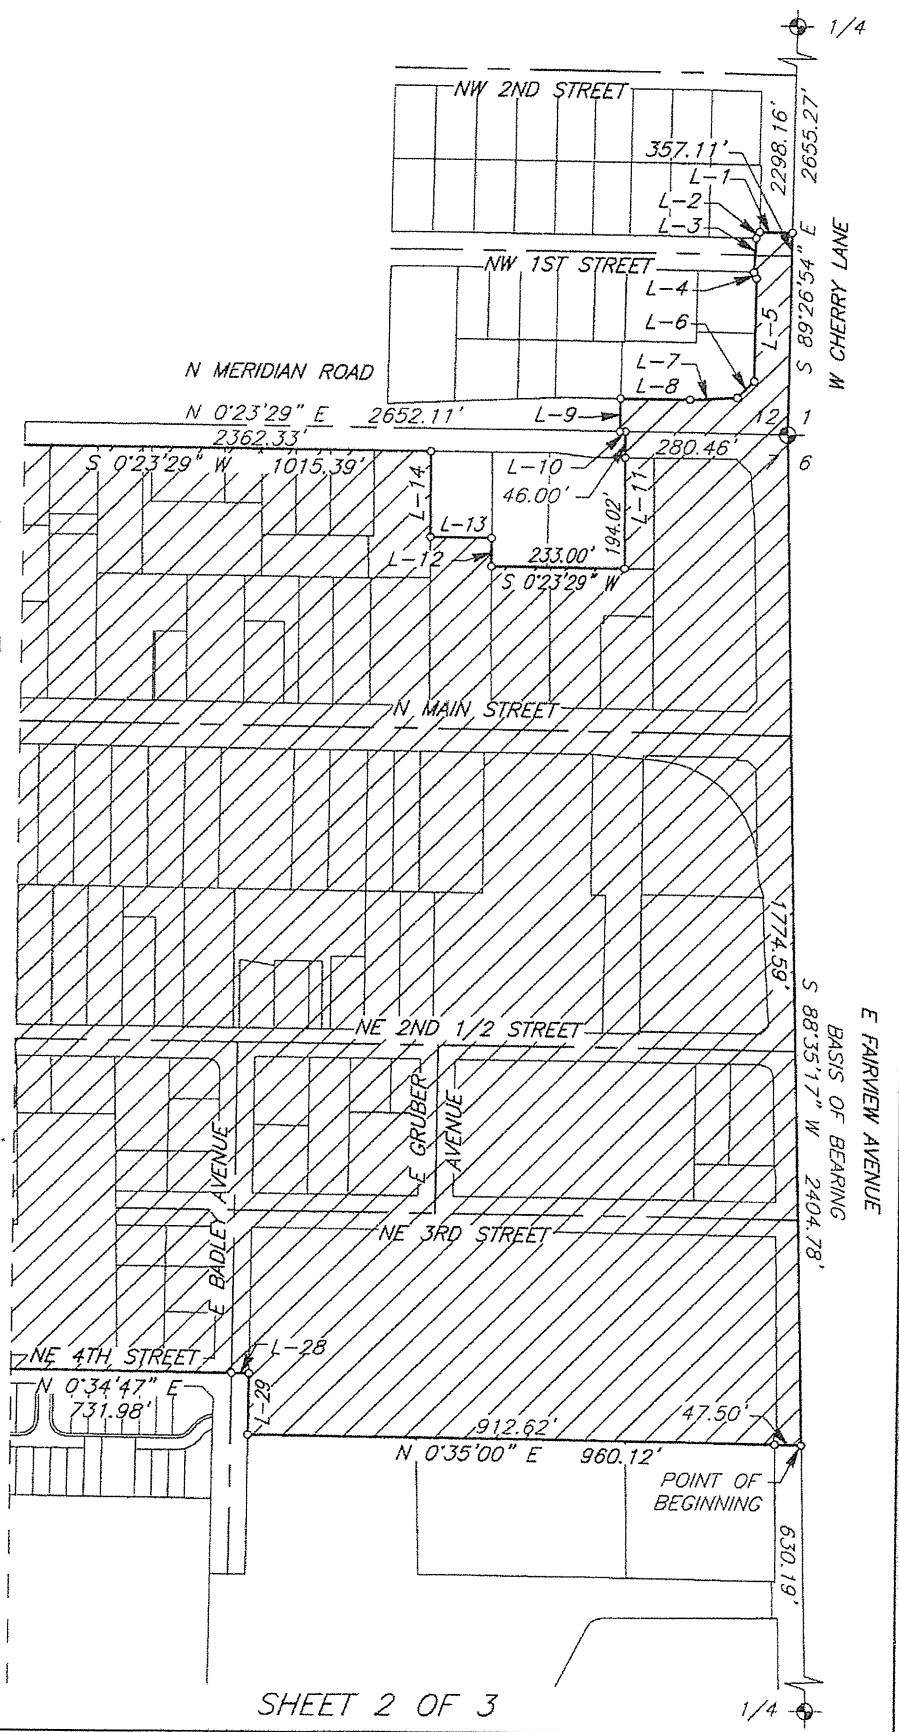 1/4
NW 2ND STREET
2298.16'
2655.27'
357.11'
L-1
L-2
L-3
NW 1ST STREET
L-4
L-5
S 89°26'54" E
W CHERRY LANE
L-6
L-7
L-8
N MERIDIAN ROAD
N 0°23'29" E 2652.11'
L-9
12 1
7 6
2362.33'
S 0°23'29" W 1015.39'
280.46'
L-14
L-10
46.00'
L-11
194.02'
L-13
L-12
233.00'
S 0°23'29" W
N MAIN STREET
1774.59'
S 88°35'17" W 2404.78'
BASIS OF BEARING
E FAIRVIEW AVENUE
NE 2ND 1/2 STREET
E GRUBER
AVENUE
E BADLEY AVENUE
NE 3RD STREET
NE 4TH STREET
L-28
N 0°34'47" E
731.98'
L-29
912.62'
47.50'
N 0°35'00" E 960.12'
POINT OF
BEGINNING
630.19'
SHEET 2 OF 3
1/4